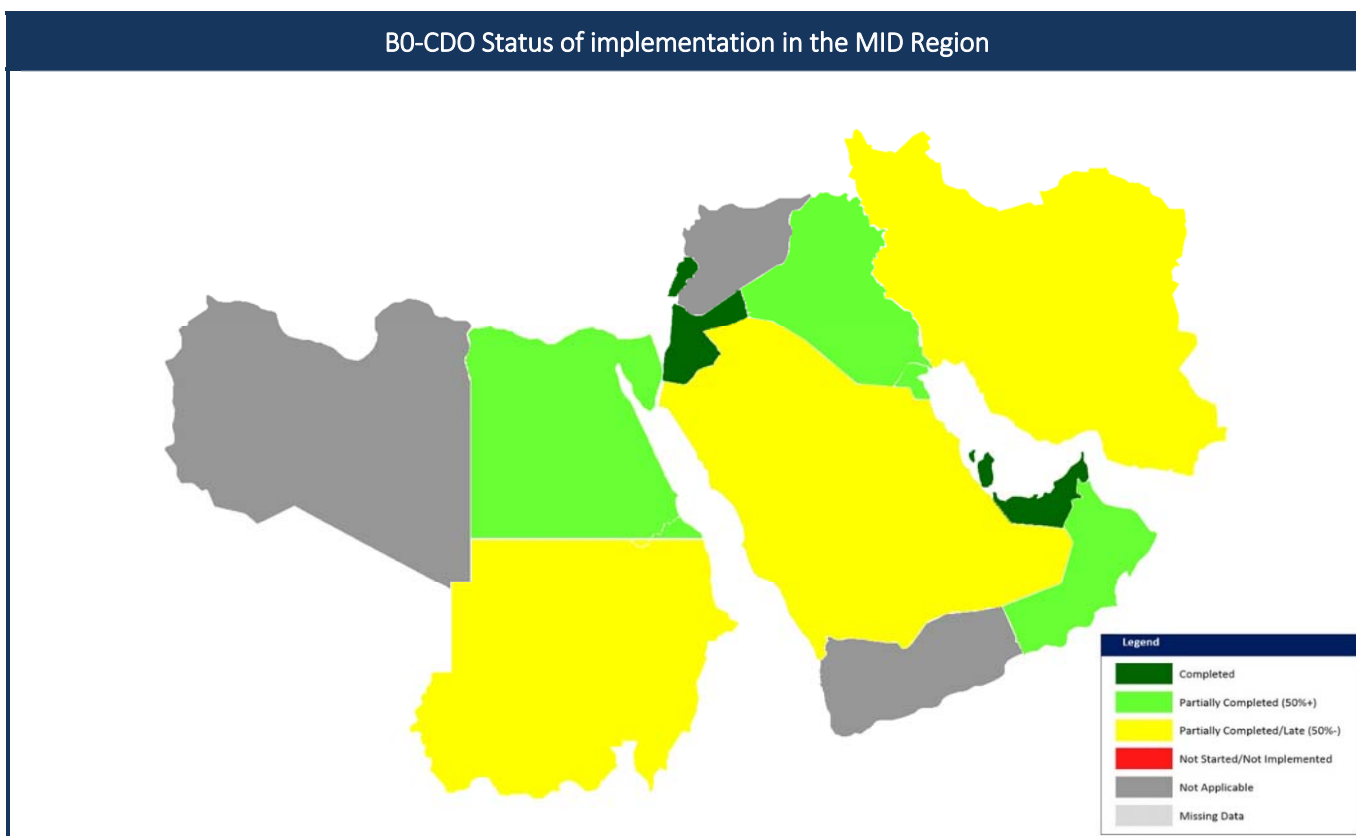 B0-CDO Status of implementation in the MID Region
Legend
Completed
Partially Completed (50%+)
Partially Completed/Late (50%-)
Not Started/Not Implemented
Not Applicable
Missing Data